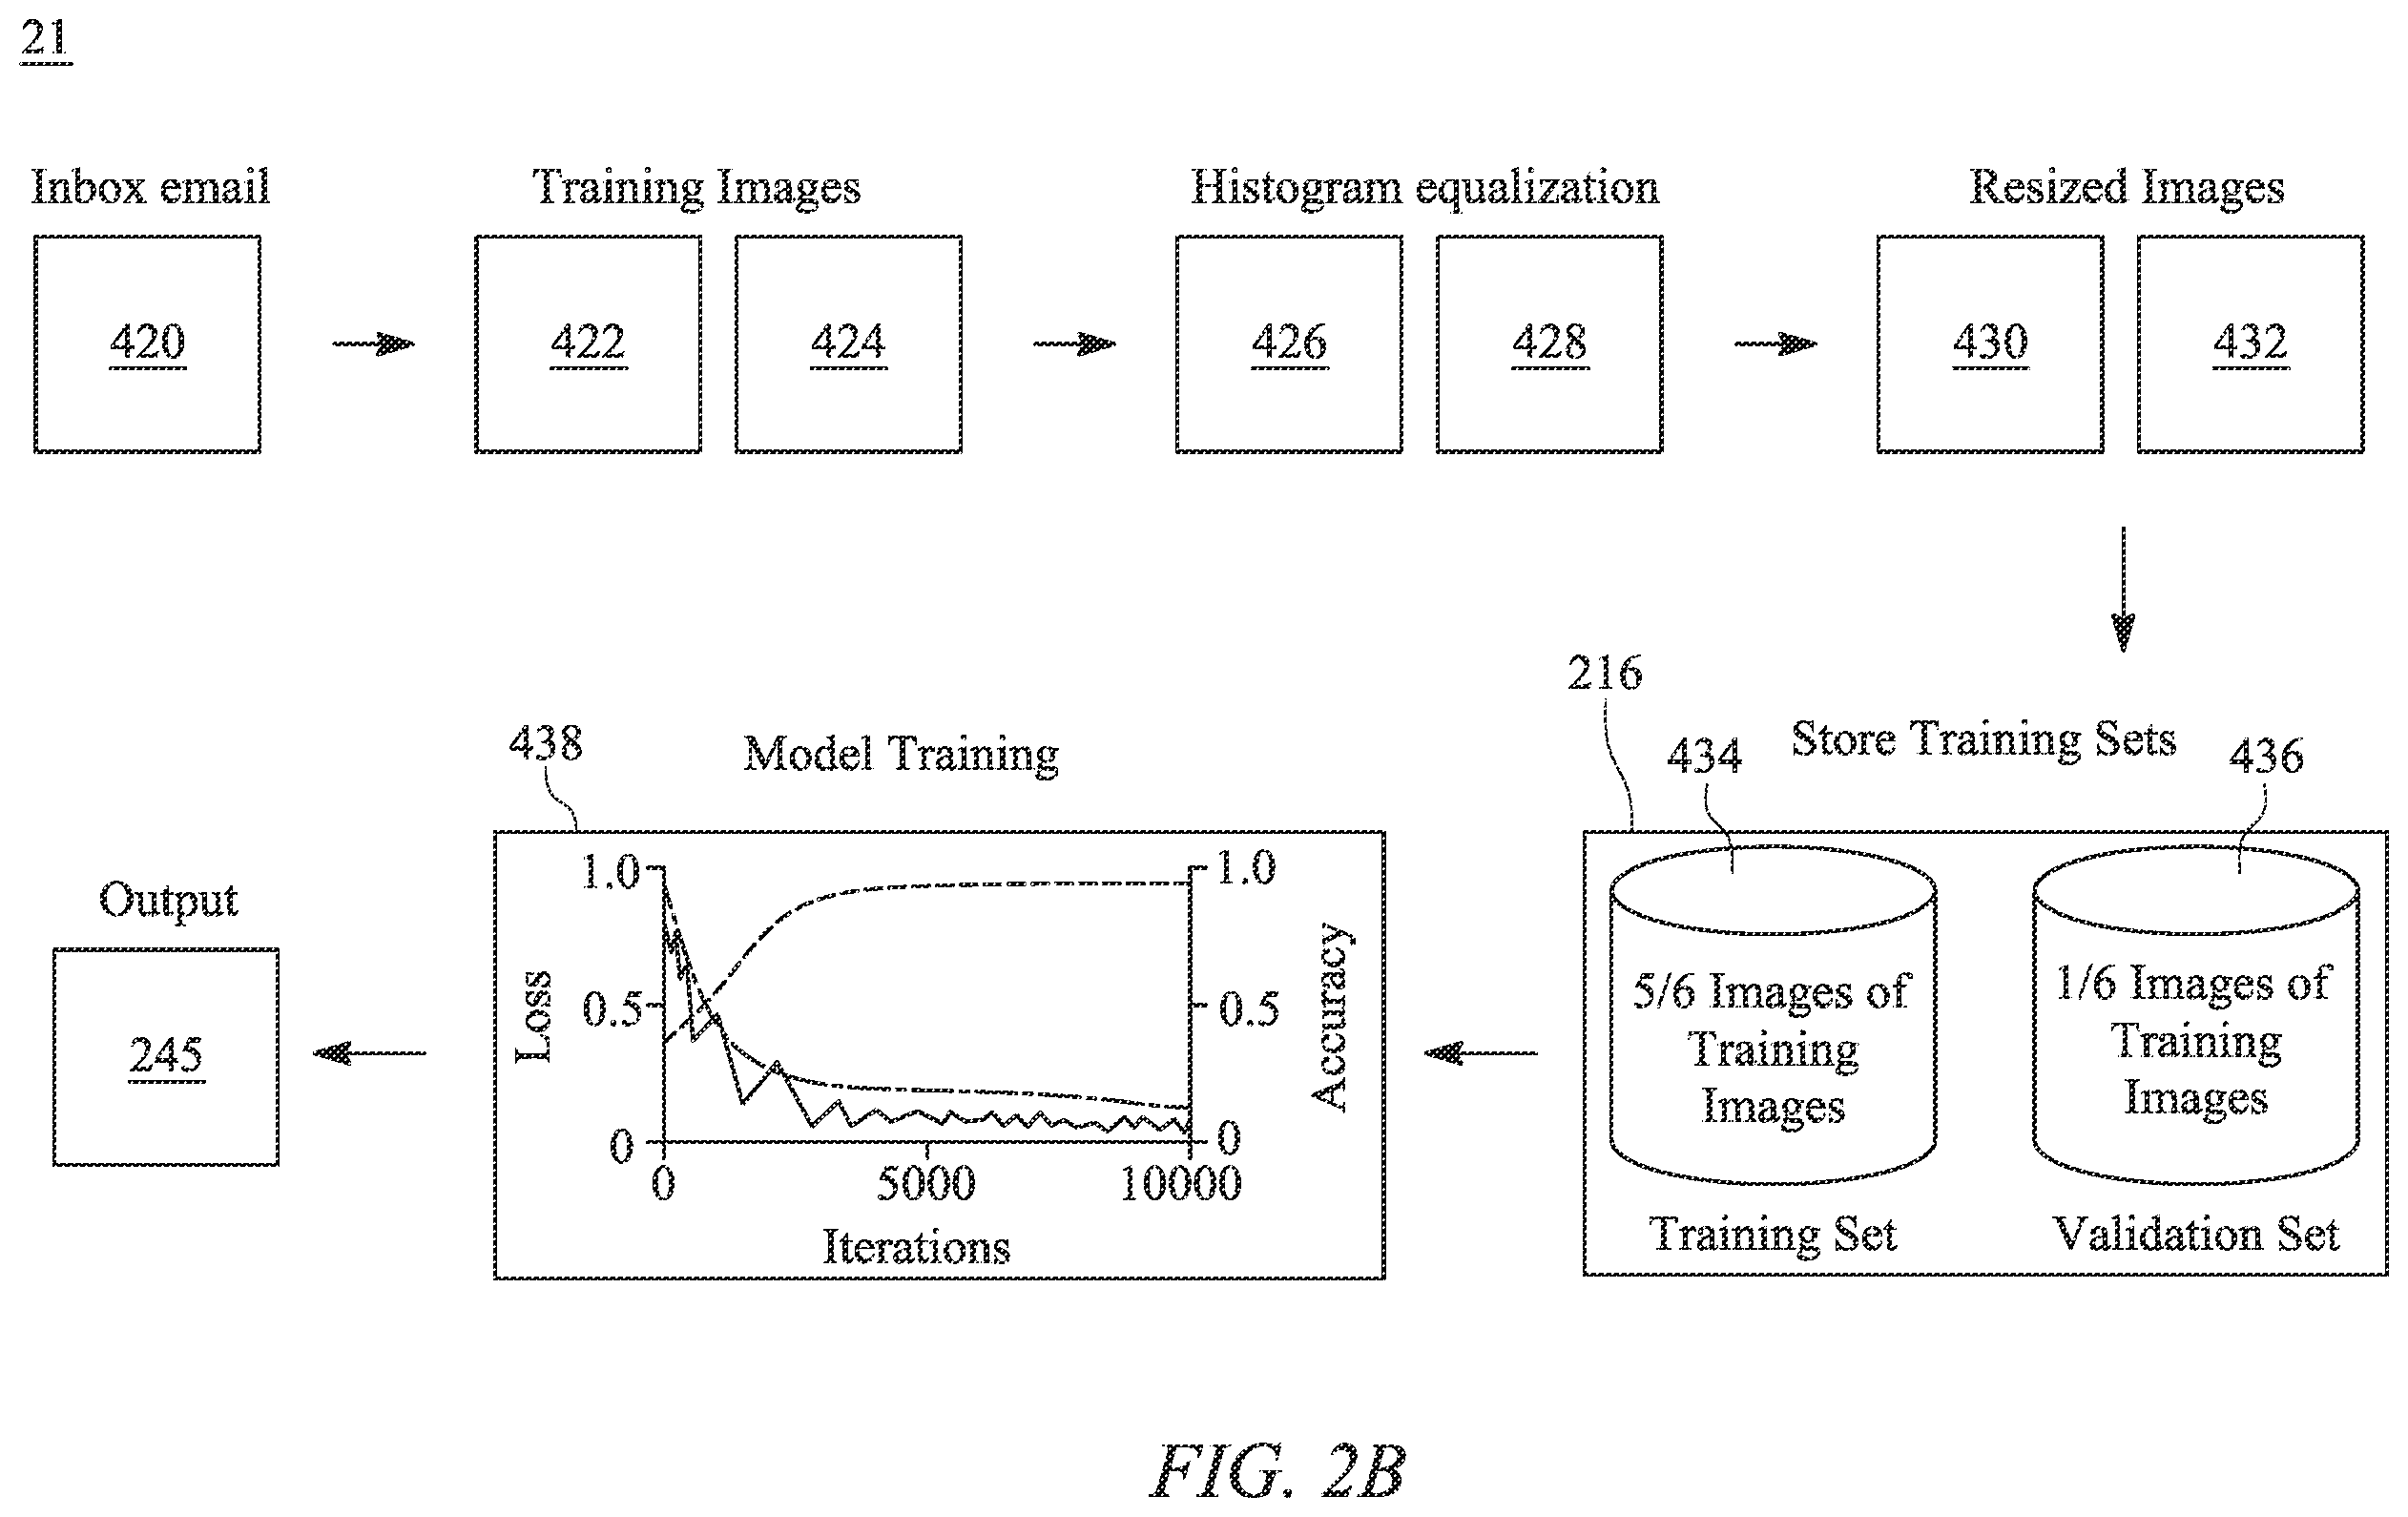 21
Inbox email
Training Images
Histogram equalization
Resized Images
420
422
424
426
428
430
432
216
Store Training Sets
434
436
5/6 Images of
Training
Images
1/6 Images of
Training
Images
Training Set
Validation Set
438
Model Training
1.0
0.5
0
Loss
1.0
0.5
0
Accuracy
0
5000
10000
Iterations
Output
245
FIG. 2B